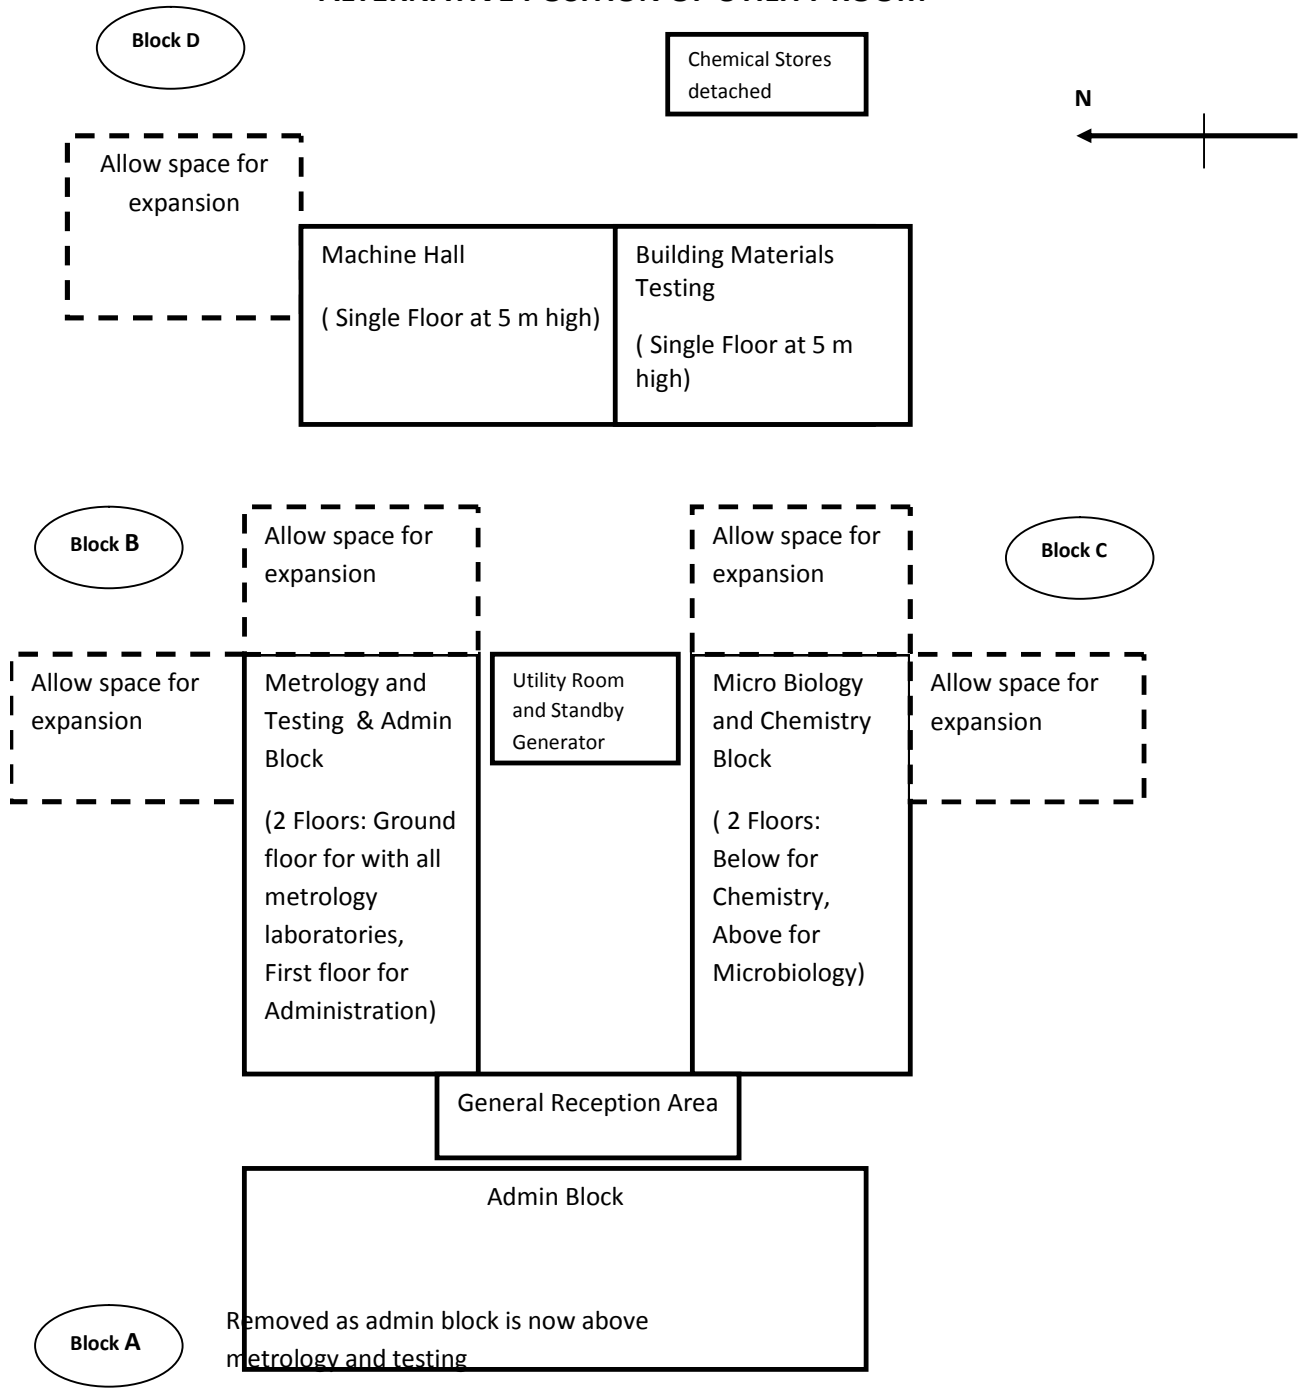 Block D
Chemical Stores
detached
N
Allow space for
expansion
Machine Hall
( Single Floor at 5 m high)
Building Materials
Testing
( Single Floor at 5 m
high)
Block B
Allow space for
expansion
Allow space for
expansion
Block C
Allow space for
expansion
Metrology and
Testing & Admin
Block
(2 Floors: Ground
floor for with all
metrology
laboratories,
First floor for
Administration)
Utility Room
and Standby
Generator
Micro Biology
and Chemistry
Block
( 2 Floors:
Below for
Chemistry,
Above for
Microbiology)
Allow space for
expansion
General Reception Area
Admin Block
Block A
Removed as admin block is now above
metrology and testing